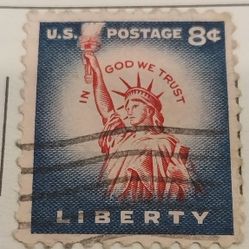 U.S. POSTAGE 8¢
IN GOD WE TRUST
LIBERTY